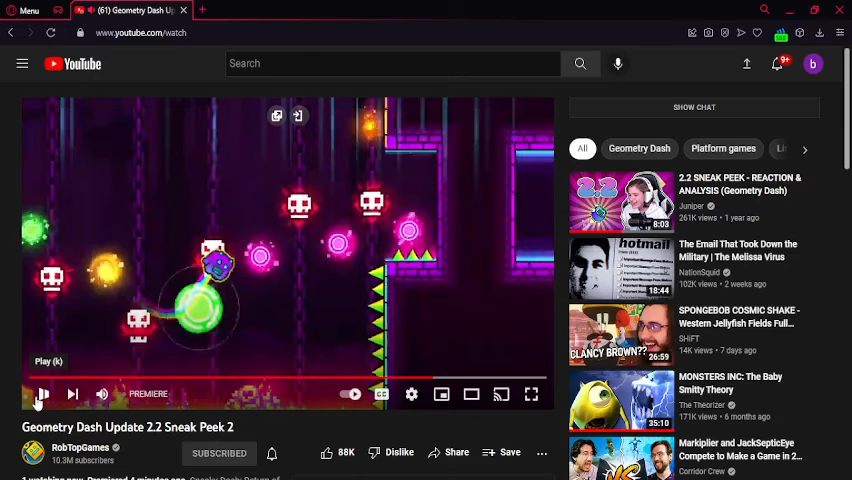 Menu
(61) Geometry Dash Up
www.youtube.com/watch
YouTube
Search
9+
b
SHOW CHAT
All
Geometry Dash
Platform games
2.2
8:03
2.2 SNEAK PEEK - REACTION &
ANALYSIS (Geometry Dash)
Juniper
261K views • 1 year ago
hotmail
18:44
The Email That Took Down the
Military | The Melissa Virus
NationSquid
102K views • 2 weeks ago
CLANCY BROWN??
26:59
SPONGEBOB COSMIC SHAKE -
Western Jellyfish Fields Full...
SHiFT
14K views • 7 days ago
35:10
MONSTERS INC: The Baby
Smitty Theory
The Theorizer
716K views • 6 months ago
Markiplier and JackSepticEye
Compete to Make a Game in 2...
Corridor Crew
Play (k)
PREMIERE
CC
Geometry Dash Update 2.2 Sneak Peek 2
RobTopGames
10.3M subscribers
SUBSCRIBED
88K
Dislike
Share
Save